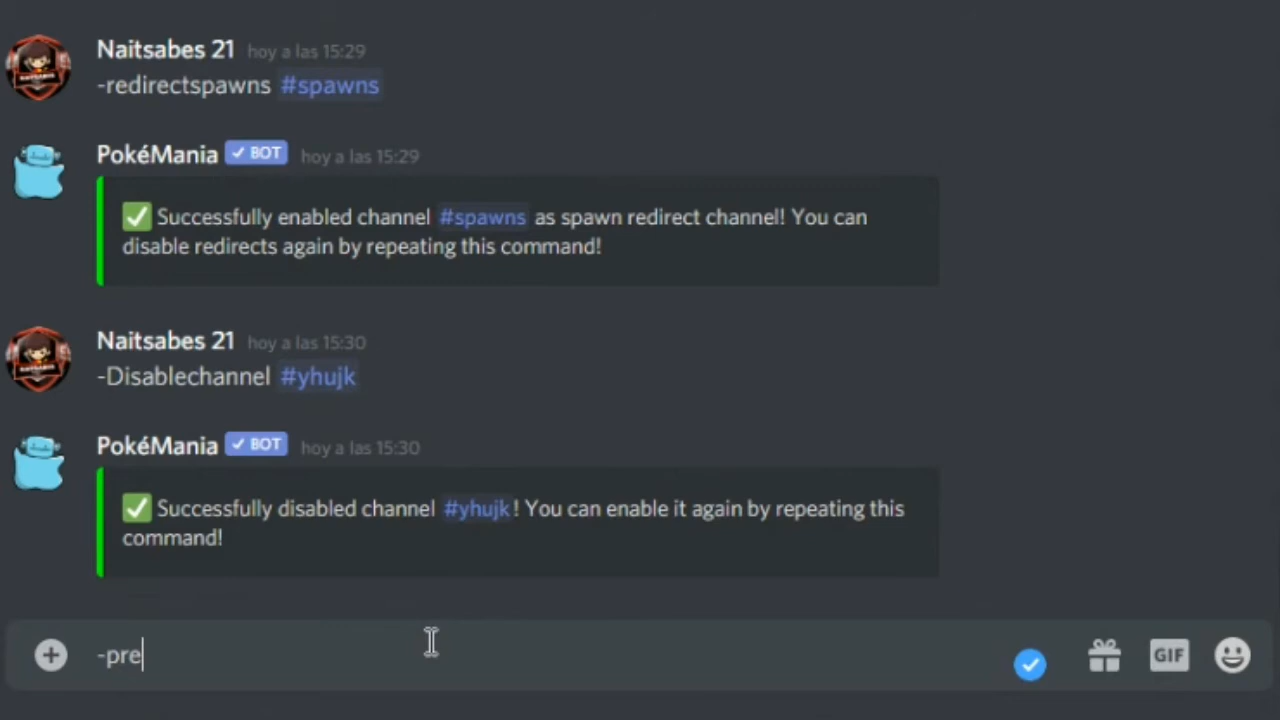 Naitsabes 21 hoy a las 15:29
-redirectspawns #spawns
PokéMania BOT hoy a las 15:29
Successfully enabled channel #spawns as spawn redirect channel! You can
disable redirects again by repeating this command!
Naitsabes 21 hoy a las 15:30
-Disablechannel #yhujk
PokéMania BOT hoy a las 15:30
Successfully disabled channel #yhujk! You can enable it again by repeating this
command!
-pre
GIF